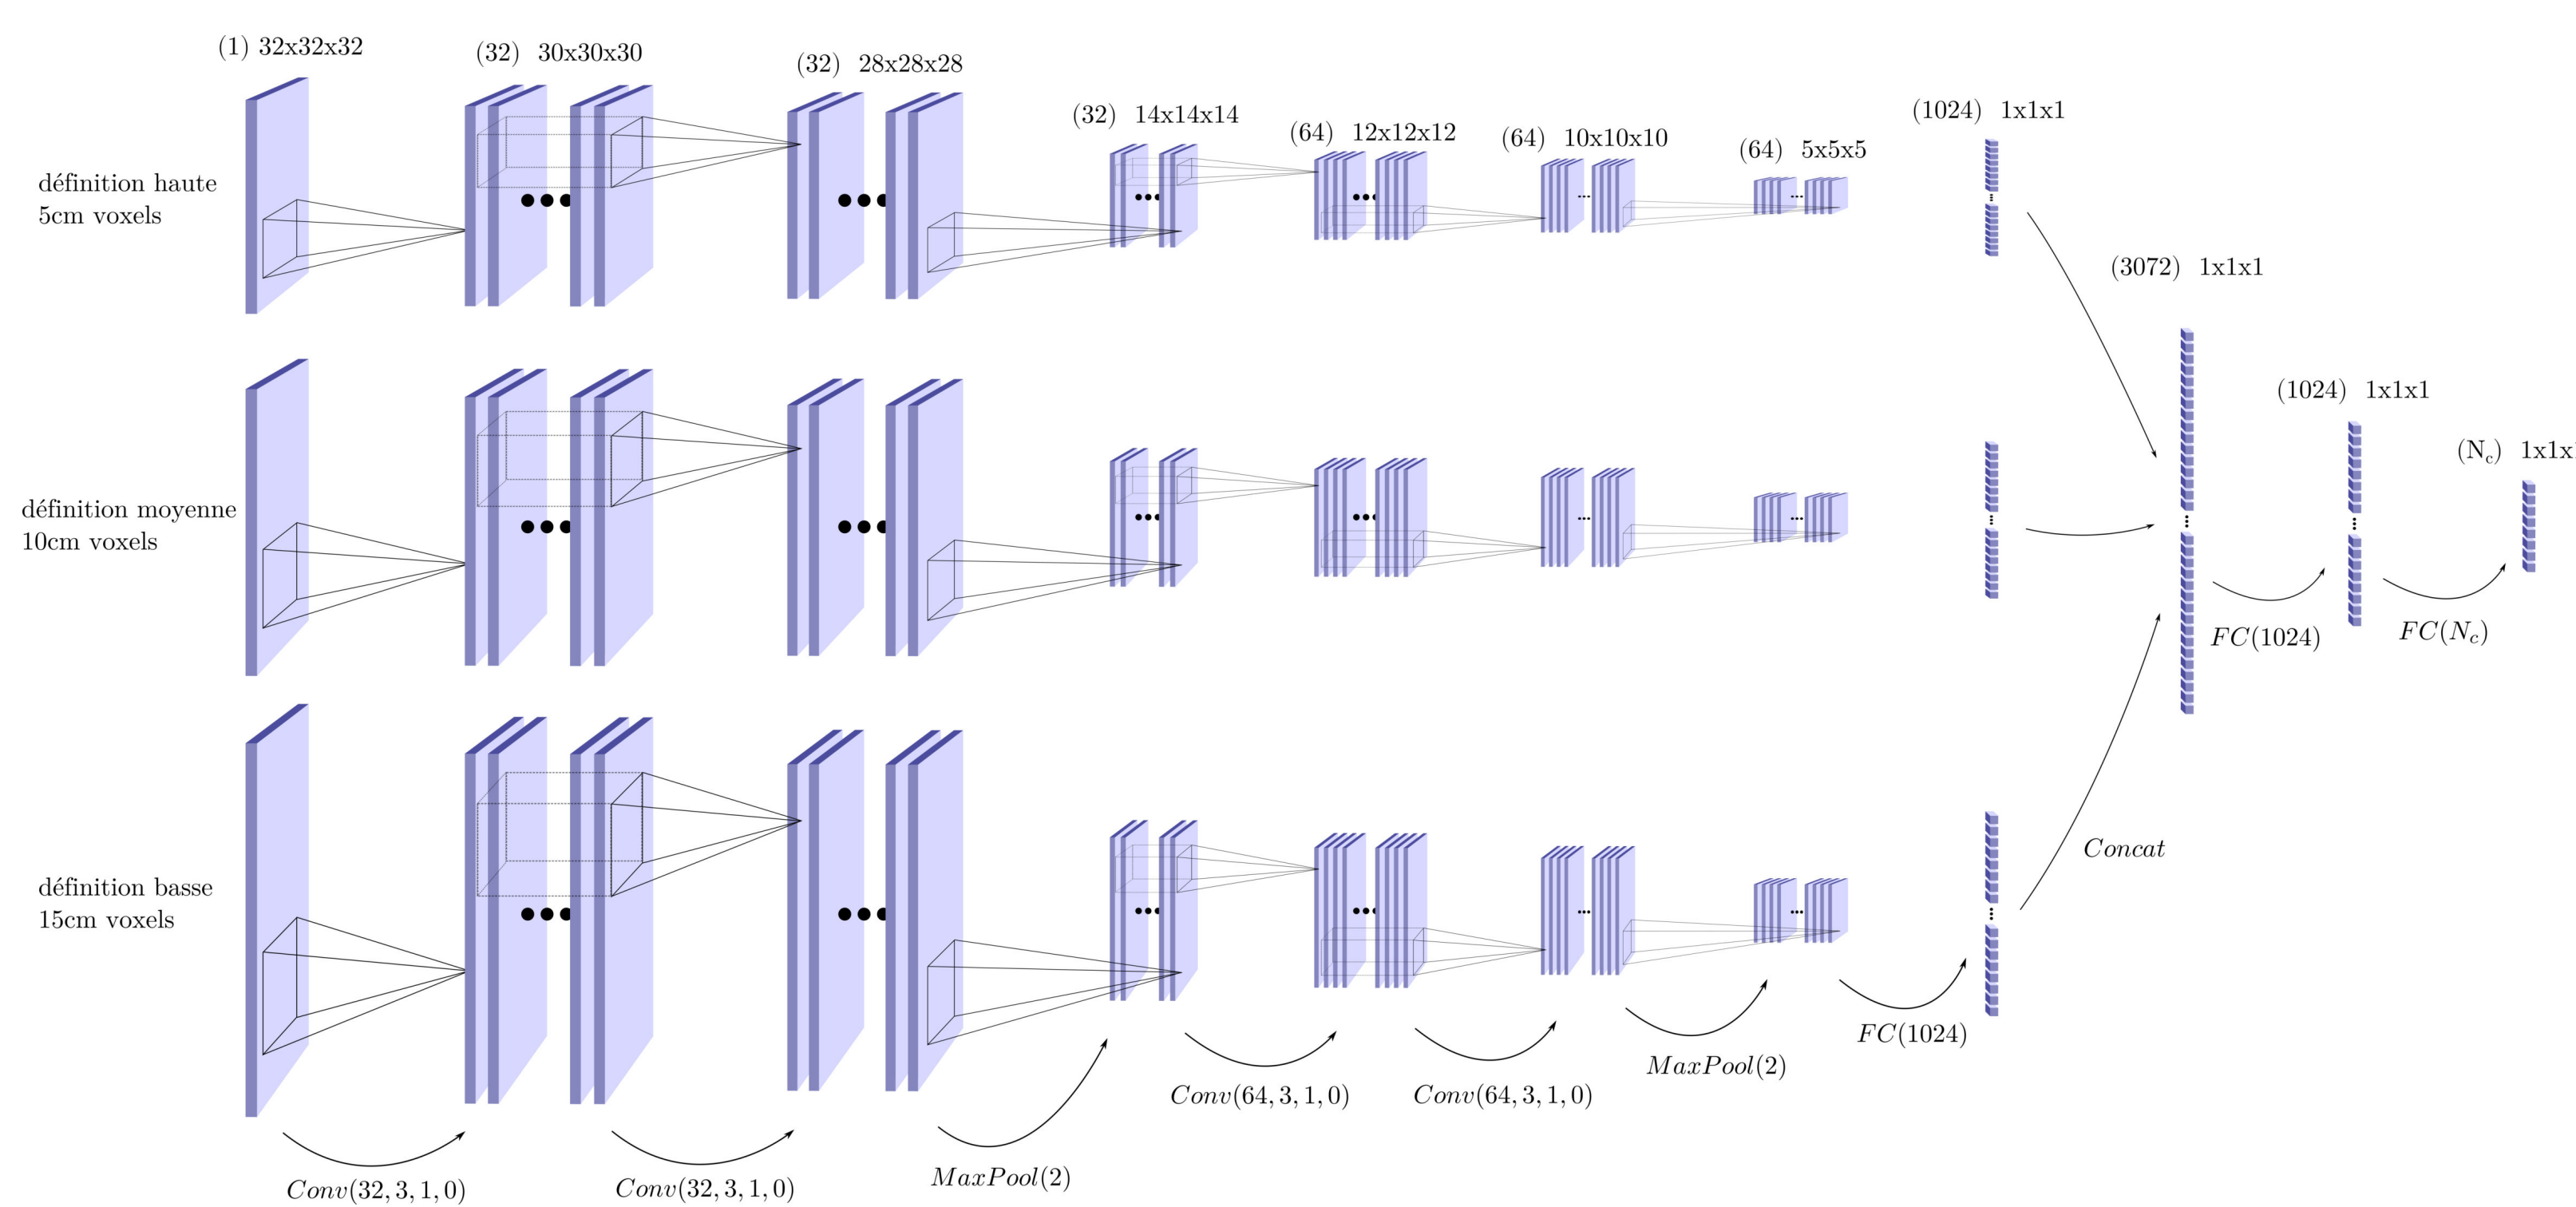 (1) 32x32x32
(32) 30x30x30
(32) 28x28x28
(32) 14x14x14
(64) 12x12x12
(64) 10x10x10
(64) 5x5x5
(1024) 1x1x1
(3072) 1x1x1
(1024) 1x1x1
(N_c) 1x1x
définition haute
5cm voxels
définition moyenne
10cm voxels
définition basse
15cm voxels
FC(1024)
FC(N_c)
Concat
FC(1024)
MaxPool(2)
Conv(64, 3, 1, 0)
Conv(64, 3, 1, 0)
MaxPool(2)
Conv(32, 3, 1, 0)
Conv(32, 3, 1, 0)